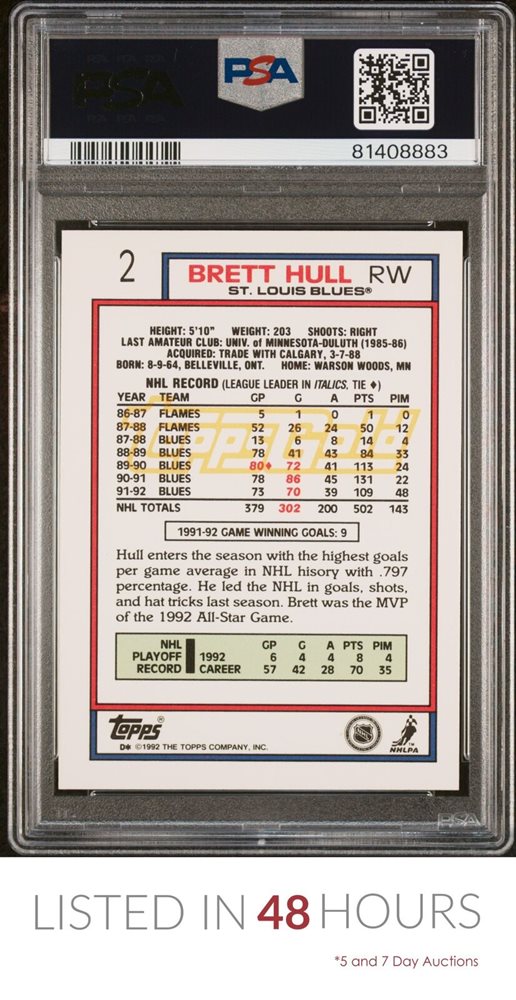 PSA
PSA
81408883
2
BRETT HULL RW
ST. LOUIS BLUES®
HEIGHT: 5'10" WEIGHT: 203 SHOOTS: RIGHT
LAST AMATEUR CLUB: UNIV. of MINNESOTA-DULUTH (1985-86)
ACQUIRED: TRADE WITH CALGARY, 3-7-88
BORN: 8-9-64, BELLEVILLE, ONT. HOME: WARSON WOODS, MN
NHL RECORD (LEAGUE LEADER IN ITALICS, TIE ♦)
YEAR TEAM GP G A PTS PIM
86-87 FLAMES 5 1 0 1 0
87-88 FLAMES 52 26 24 50 12
87-88 BLUES 13 6 8 14 4
88-89 BLUES 78 41 43 84 33
89-90 BLUES 80♦ 72 41 113 24
90-91 BLUES 78 86 45 131 22
91-92 BLUES 73 70 39 109 48
NHL TOTALS 379 302 200 502 143
ToppsGold
1991-92 GAME WINNING GOALS: 9
Hull enters the season with the highest goals
per game average in NHL hisory with .797
percentage. He led the NHL in goals, shots,
and hat tricks last season. Brett was the MVP
of the 1992 All-Star Game.
NHL GP G A PTS PIM
PLAYOFF 1992 6 4 4 8 4
RECORD CAREER 57 42 28 70 35
Topps®
D* ©1992 THE TOPPS COMPANY, INC.
NHL
NHLPA™
PSA
LISTED IN 48 HOURS
*5 and 7 Day Auctions